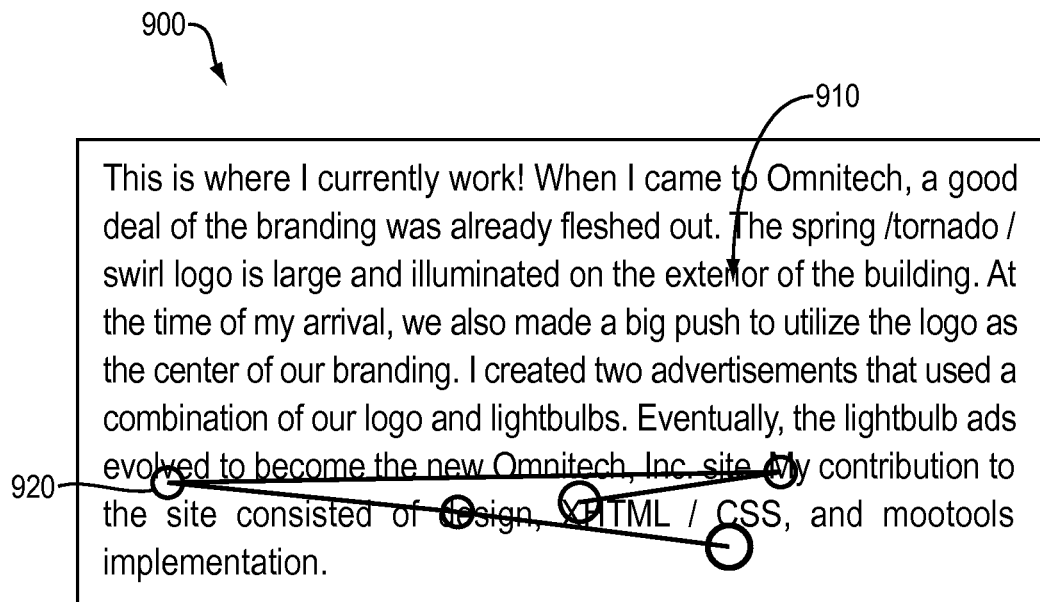 900
910
This is where I currently work! When I came to Omnitech, a good
deal of the branding was already fleshed out. The spring /tornado /
swirl logo is large and illuminated on the exterior of the building. At
the time of my arrival, we also made a big push to utilize the logo as
the center of our branding. I created two advertisements that used a
combination of our logo and lightbulbs. Eventually, the lightbulb ads
evolved to become the new Omnitech, Inc. site. My contribution to
920
the site consisted of design, XHTML / CSS, and mootools
implementation.